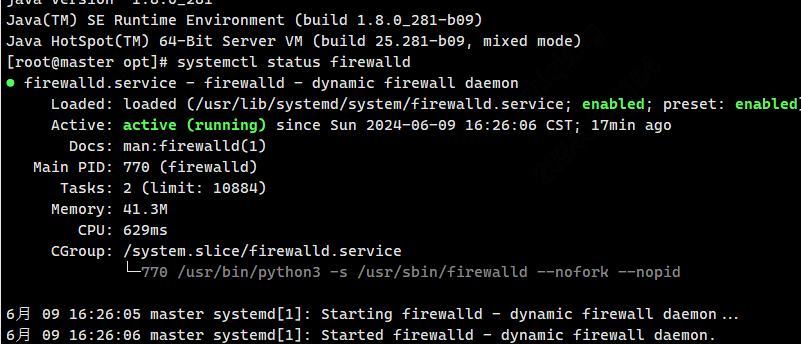 Java(TM) SE Runtime Environment (build 1.8.0_281-b09)
Java HotSpot(TM) 64-Bit Server VM (build 25.281-b09, mixed mode)
[root@master opt]# systemctl status firewalld
● firewalld.service - firewalld - dynamic firewall daemon
Loaded: loaded (/usr/lib/systemd/system/firewalld.service; enabled; preset: enabled)
Active: active (running) since Sun 2024-06-09 16:26:06 CST; 17min ago
Docs: man:firewalld(1)
Main PID: 770 (firewalld)
Tasks: 2 (limit: 10884)
Memory: 41.3M
CPU: 629ms
CGroup: /system.slice/firewalld.service
└─770 /usr/bin/python3 -s /usr/sbin/firewalld --nofork --nopid
6月 09 16:26:05 master systemd[1]: Starting firewalld - dynamic firewall daemon...
6月 09 16:26:06 master systemd[1]: Started firewalld - dynamic firewall daemon.